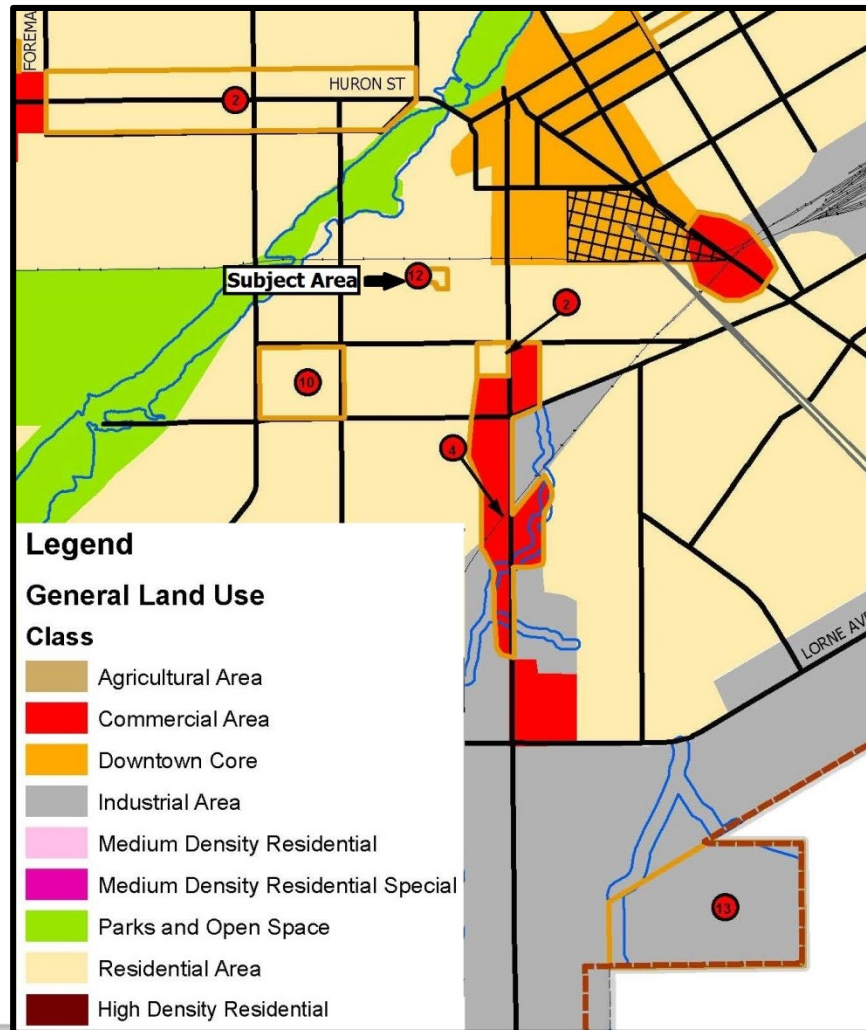 FOREMA
HURON ST
2
12
Subject Area
2
10
4
LORNE AVE
13
Legend
General Land Use
Class
Agricultural Area
Commercial Area
Downtown Core
Industrial Area
Medium Density Residential
Medium Density Residential Special
Parks and Open Space
Residential Area
High Density Residential